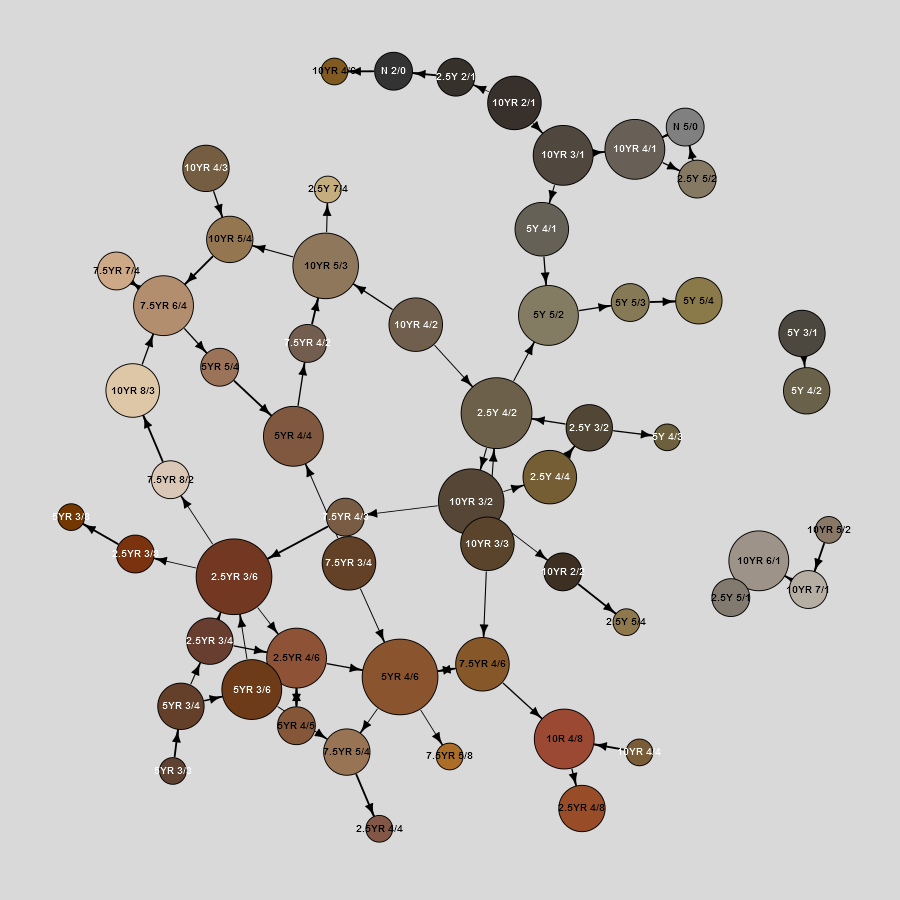 10YR 4/6
N 2/0
2.5Y 2/1
10YR 2/1
N 5/0
10YR 4/1
10YR 3/1
10YR 4/3
2.5Y 5/2
2.5Y 7/4
5Y 4/1
10YR 5/4
10YR 5/3
7.5YR 7/4
5Y 5/4
5Y 5/3
7.5YR 6/4
5Y 5/2
10YR 4/2
5Y 3/1
7.5YR 4/2
5YR 5/4
10YR 8/3
5Y 4/2
2.5Y 4/2
2.5Y 3/2
5YR 4/4
5Y 4/3
2.5Y 4/4
7.5YR 8/2
10YR 3/2
5YR 3/3
10YR 5/2
10YR 3/3
2.5YR 3/3
10YR 6/1
7.5YR 3/4
10YR 2/2
2.5YR 3/6
10YR 7/1
2.5Y 5/1
2.5Y 5/4
2.5YR 3/4
2.5YR 4/6
7.5YR 4/6
5YR 4/6
5YR 3/6
5YR 3/4
5YR 4/5
10R 4/8
7.5YR 5/4
10YR 4/4
7.5YR 5/8
5YR 3/3
2.5YR 4/8
2.5YR 4/4